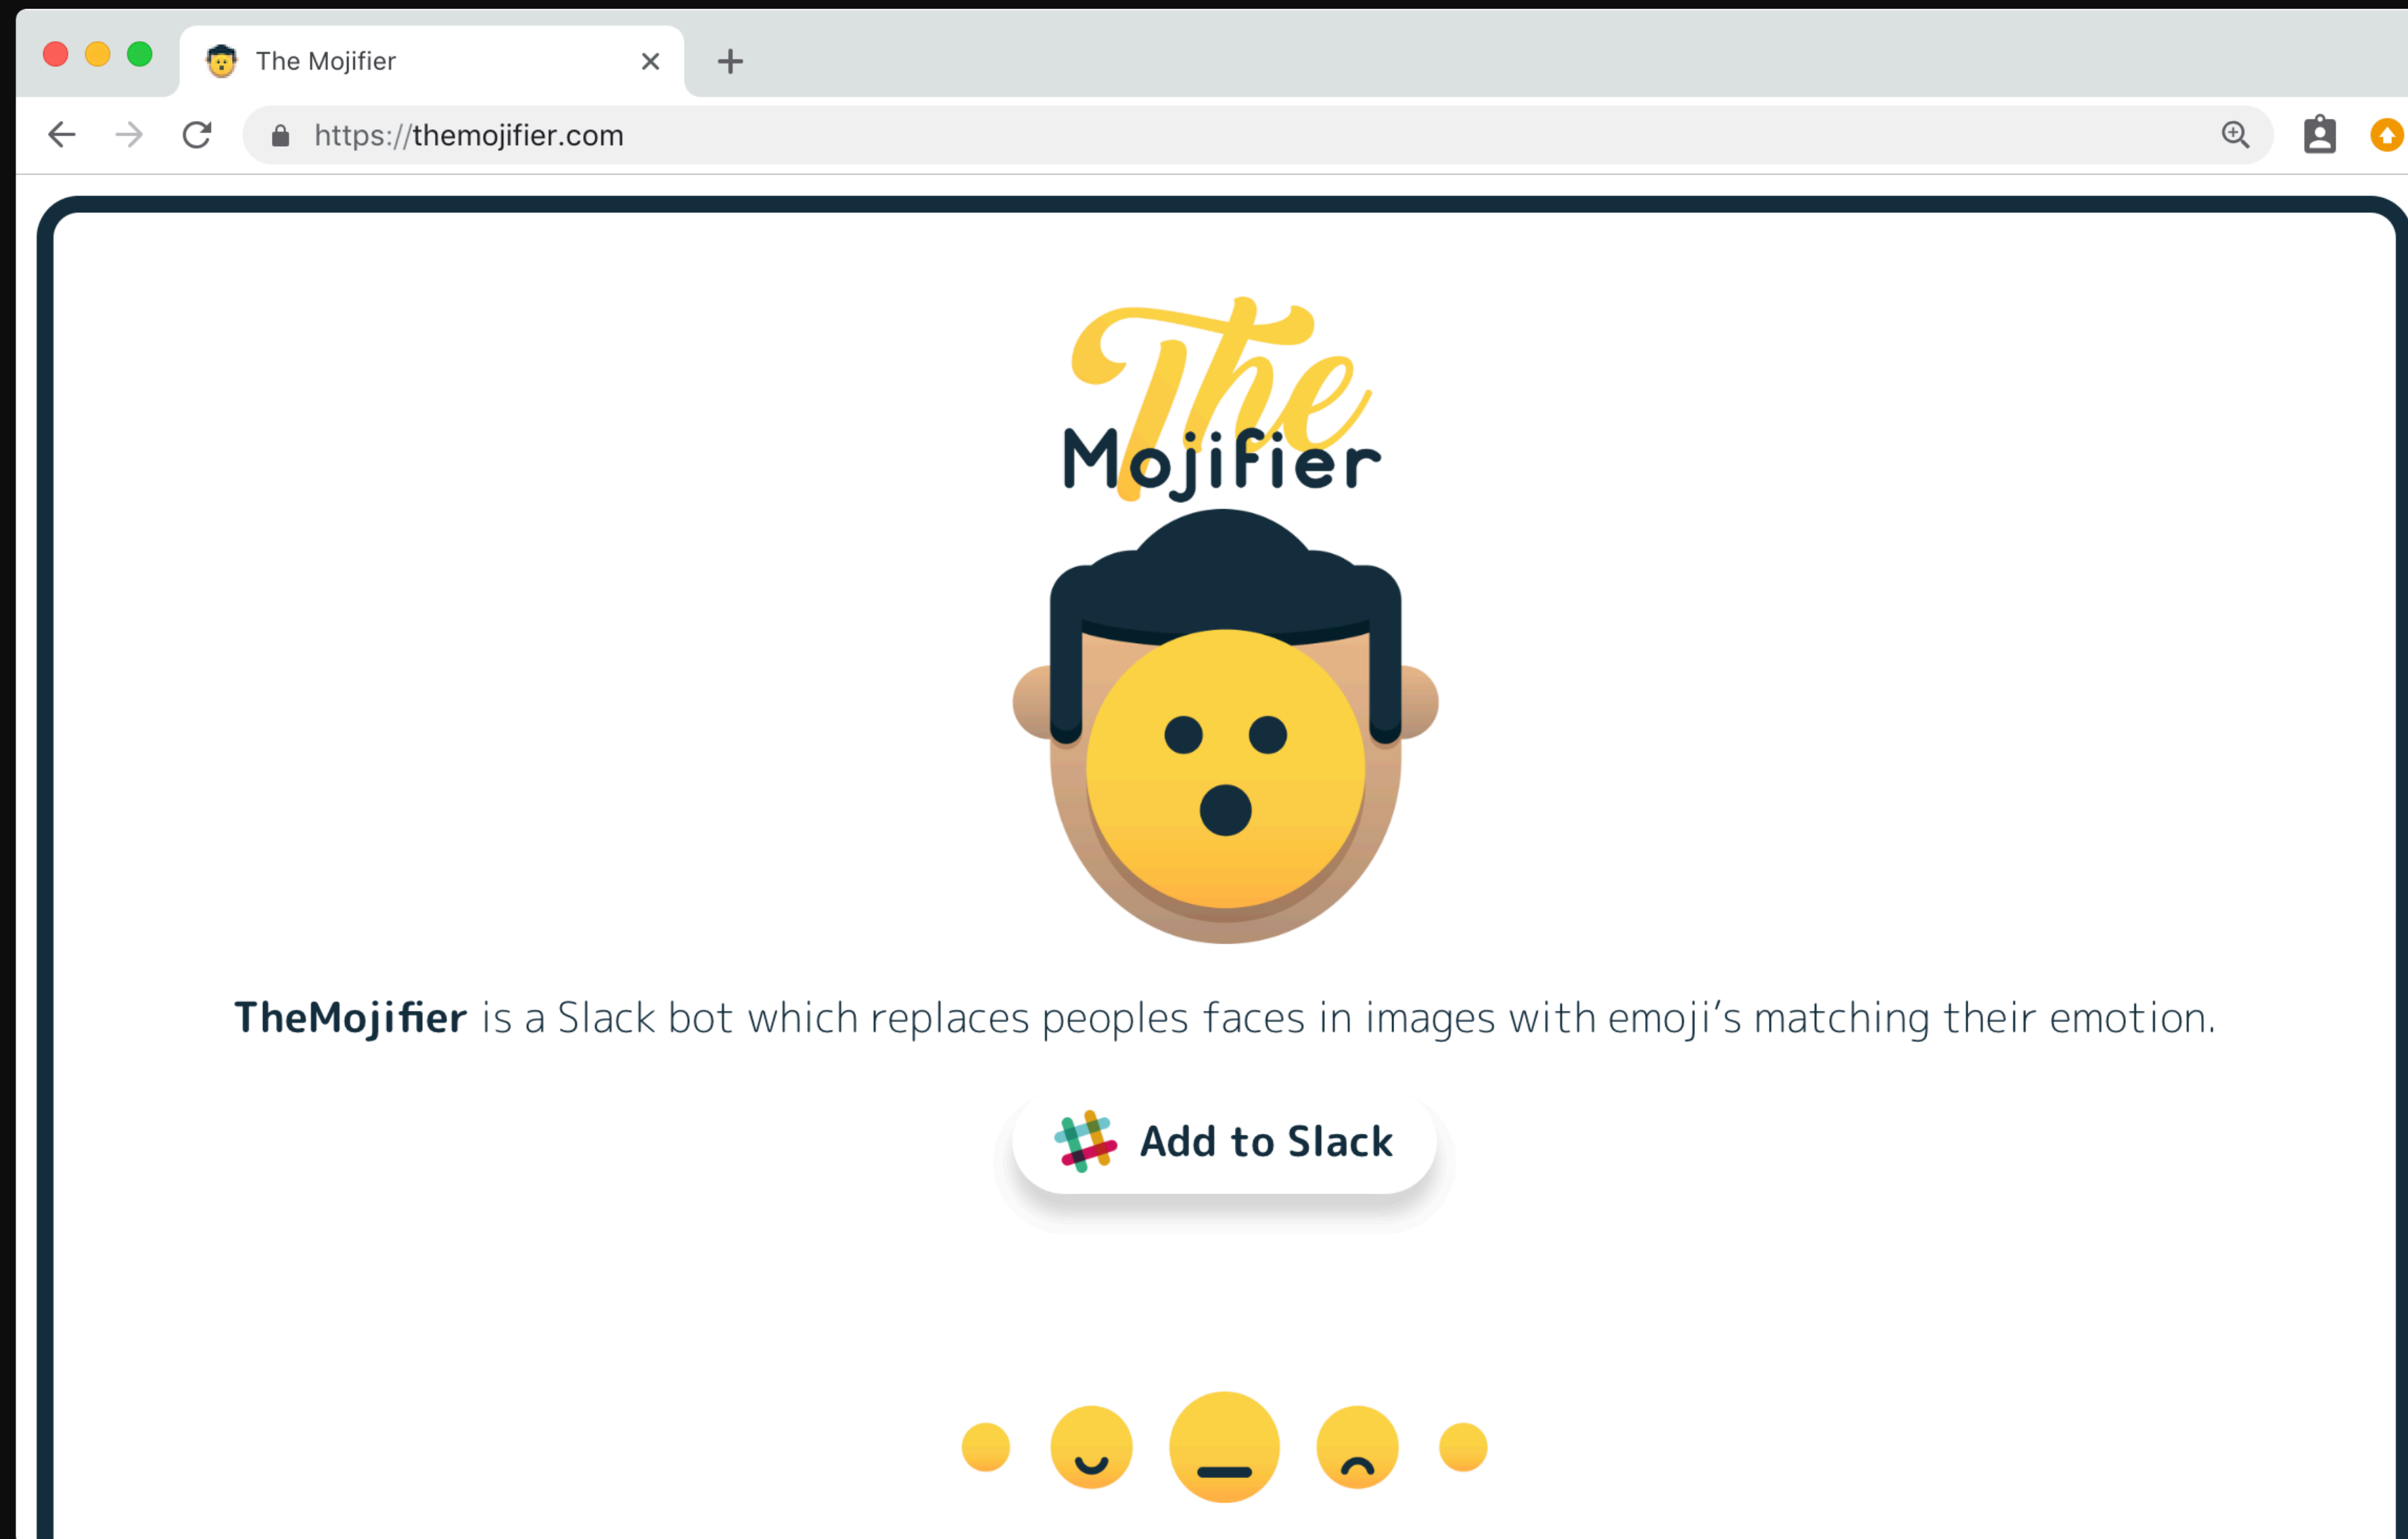 The Mojifier
https://themojifier.com
The
Mojifier
TheMojifier is a Slack bot which replaces peoples faces in images with emoji’s matching their emotion.
Add to Slack